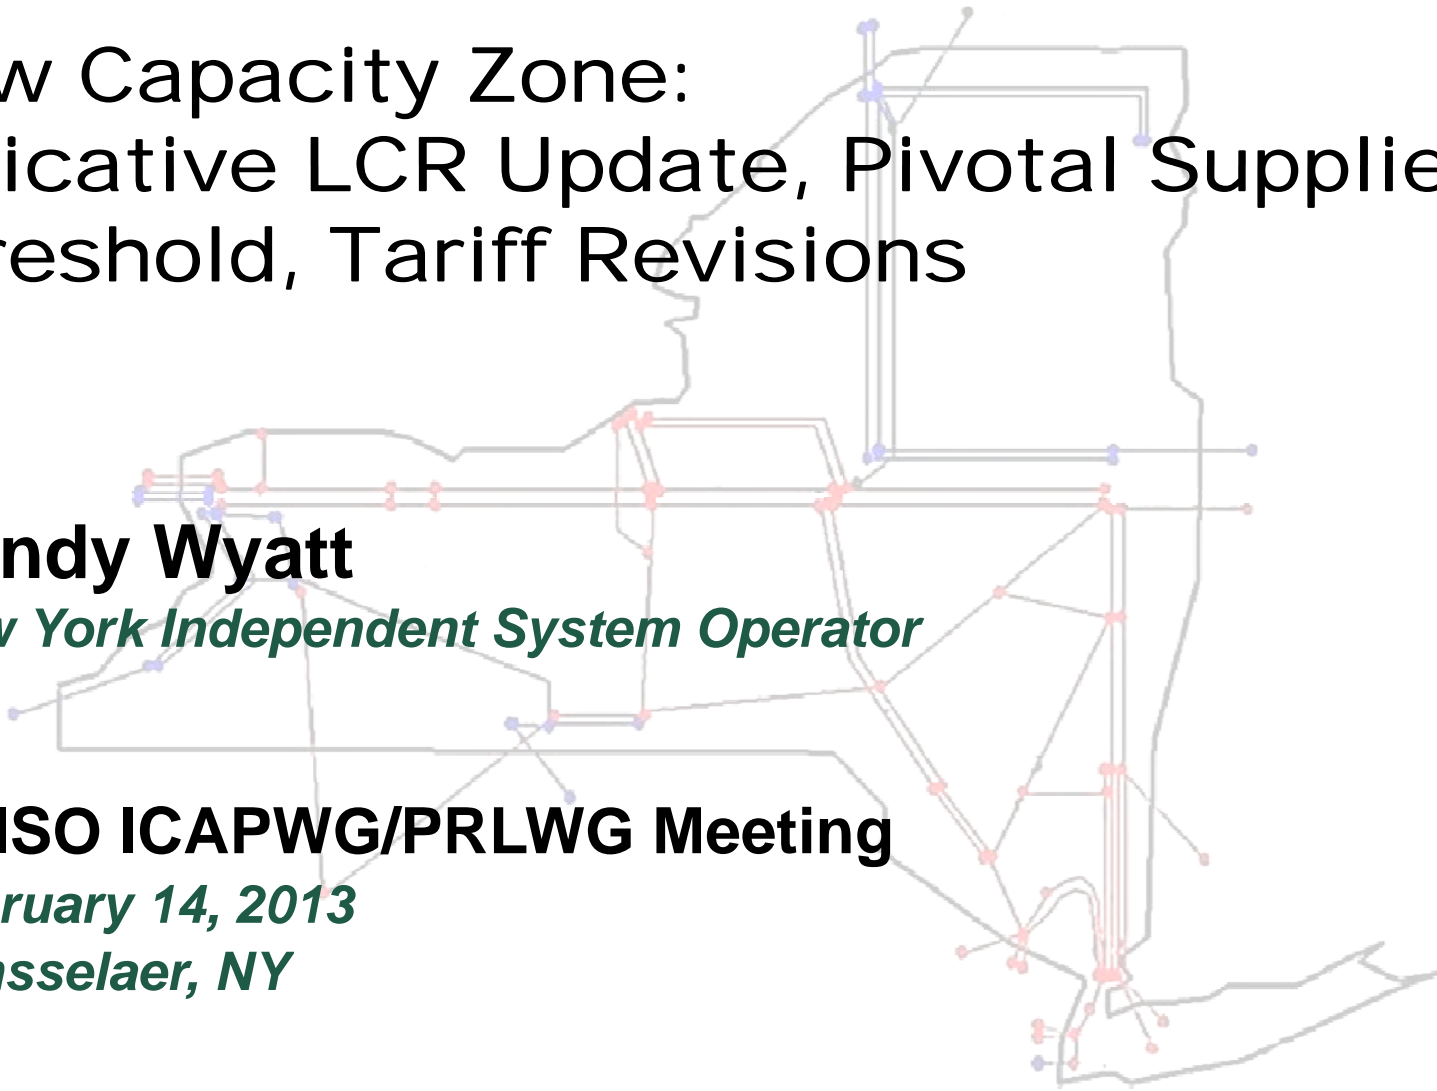 w Capacity Zone:
icative LCR Update, Pivotal Supplie
reshold, Tariff Revisions
ndy Wyatt
w York Independent System Operator
ISO ICAPWG/PRLWG Meeting
ruary 14, 2013
nsselaer, NY